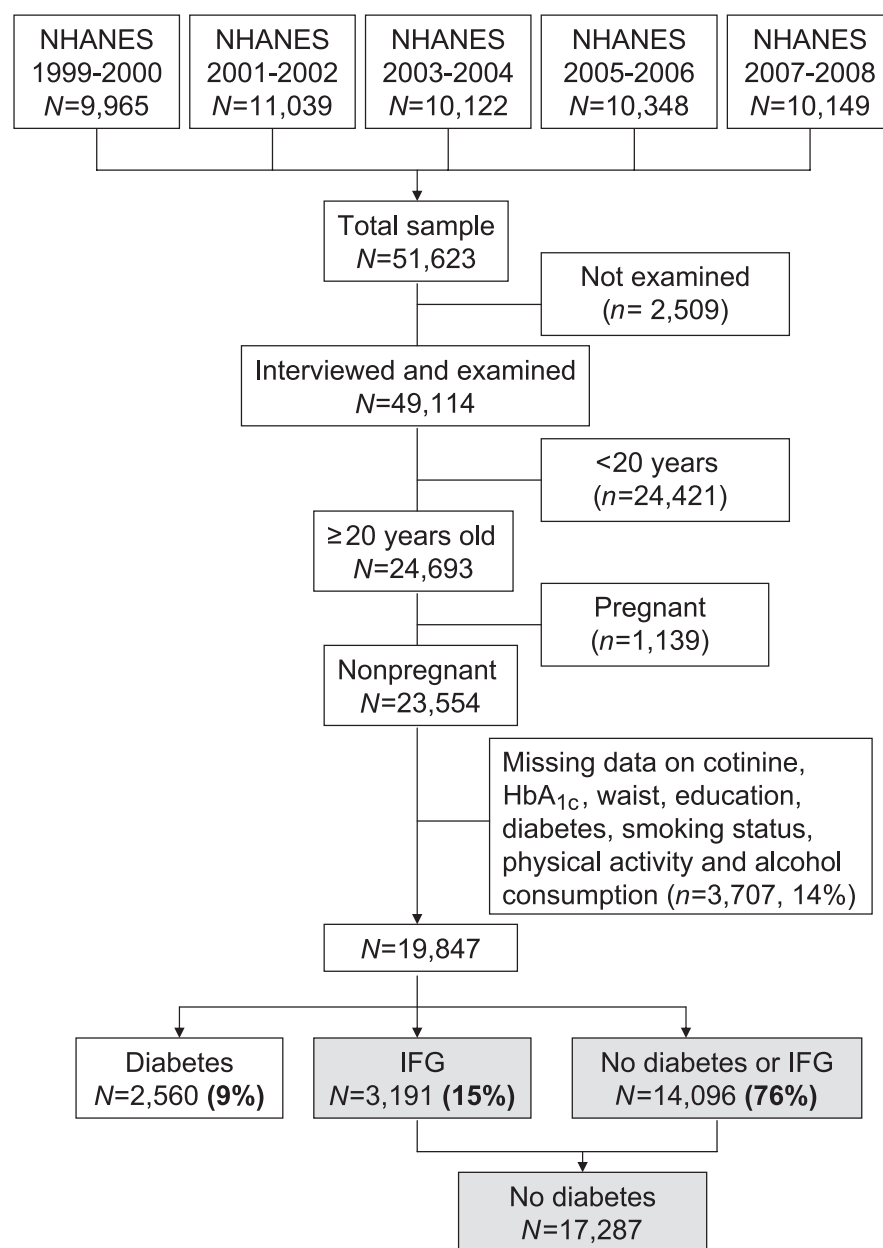 NHANES
1999-2000
N=9,965
NHANES
2001-2002
N=11,039
NHANES
2003-2004
N=10,122
NHANES
2005-2006
N=10,348
NHANES
2007-2008
N=10,149
Total sample
N=51,623
Not examined
(n= 2,509)
Interviewed and examined
N=49,114
<20 years
(n=24,421)
≥20 years old
N=24,693
Pregnant
(n=1,139)
Nonpregnant
N=23,554
Missing data on cotinine,
HbA1c, waist, education,
diabetes, smoking status,
physical activity and alcohol
consumption (n=3,707, 14%)
N=19,847
Diabetes
N=2,560 (9%)
IFG
N=3,191 (15%)
No diabetes or IFG
N=14,096 (76%)
No diabetes
N=17,287